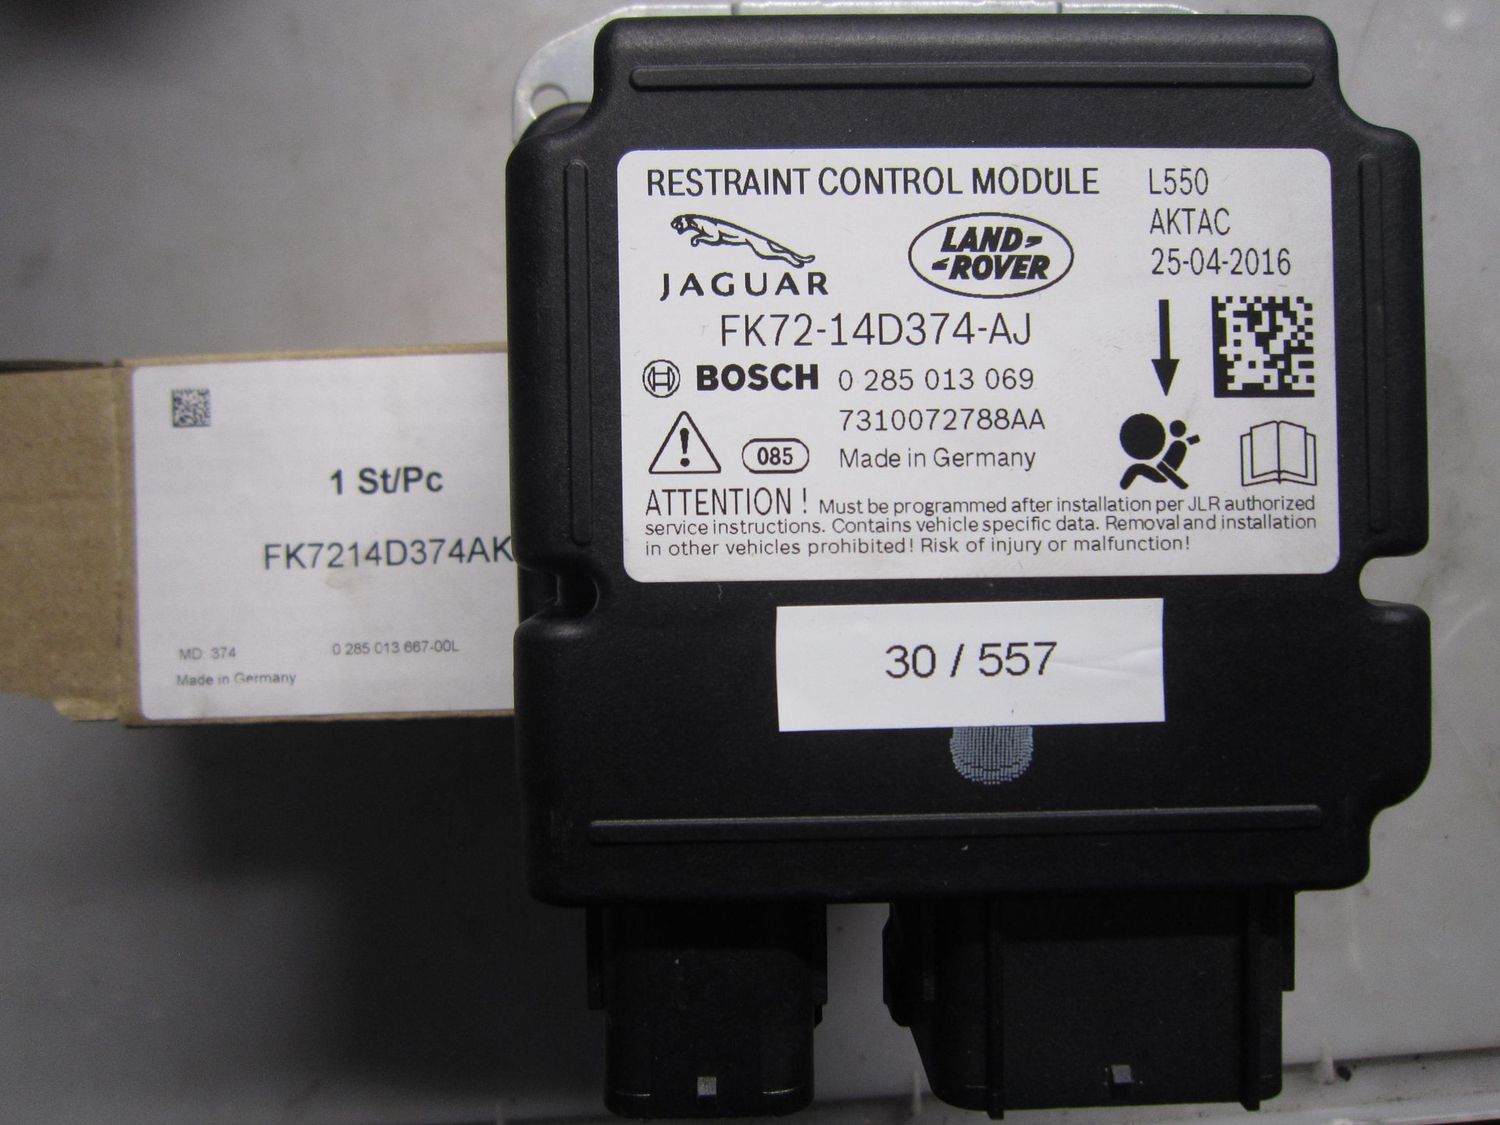 RESTRAINT CONTROL MODULE
L550
AKTAC
25-04-2016
JAGUAR
LAND-
-ROVER
FK72-14D374-AJ
BOSCH 0 285 013 069
7310072788AA
085 Made in Germany
ATTENTION ! Must be programmed after installation per JLR authorized
service instructions. Contains vehicle specific data. Removal and installation
in other vehicles prohibited! Risk of injury or malfunction!
30 / 557
1 St/Pc
FK7214D374AK
MD: 374 0 285 013 667-00L
Made in Germany